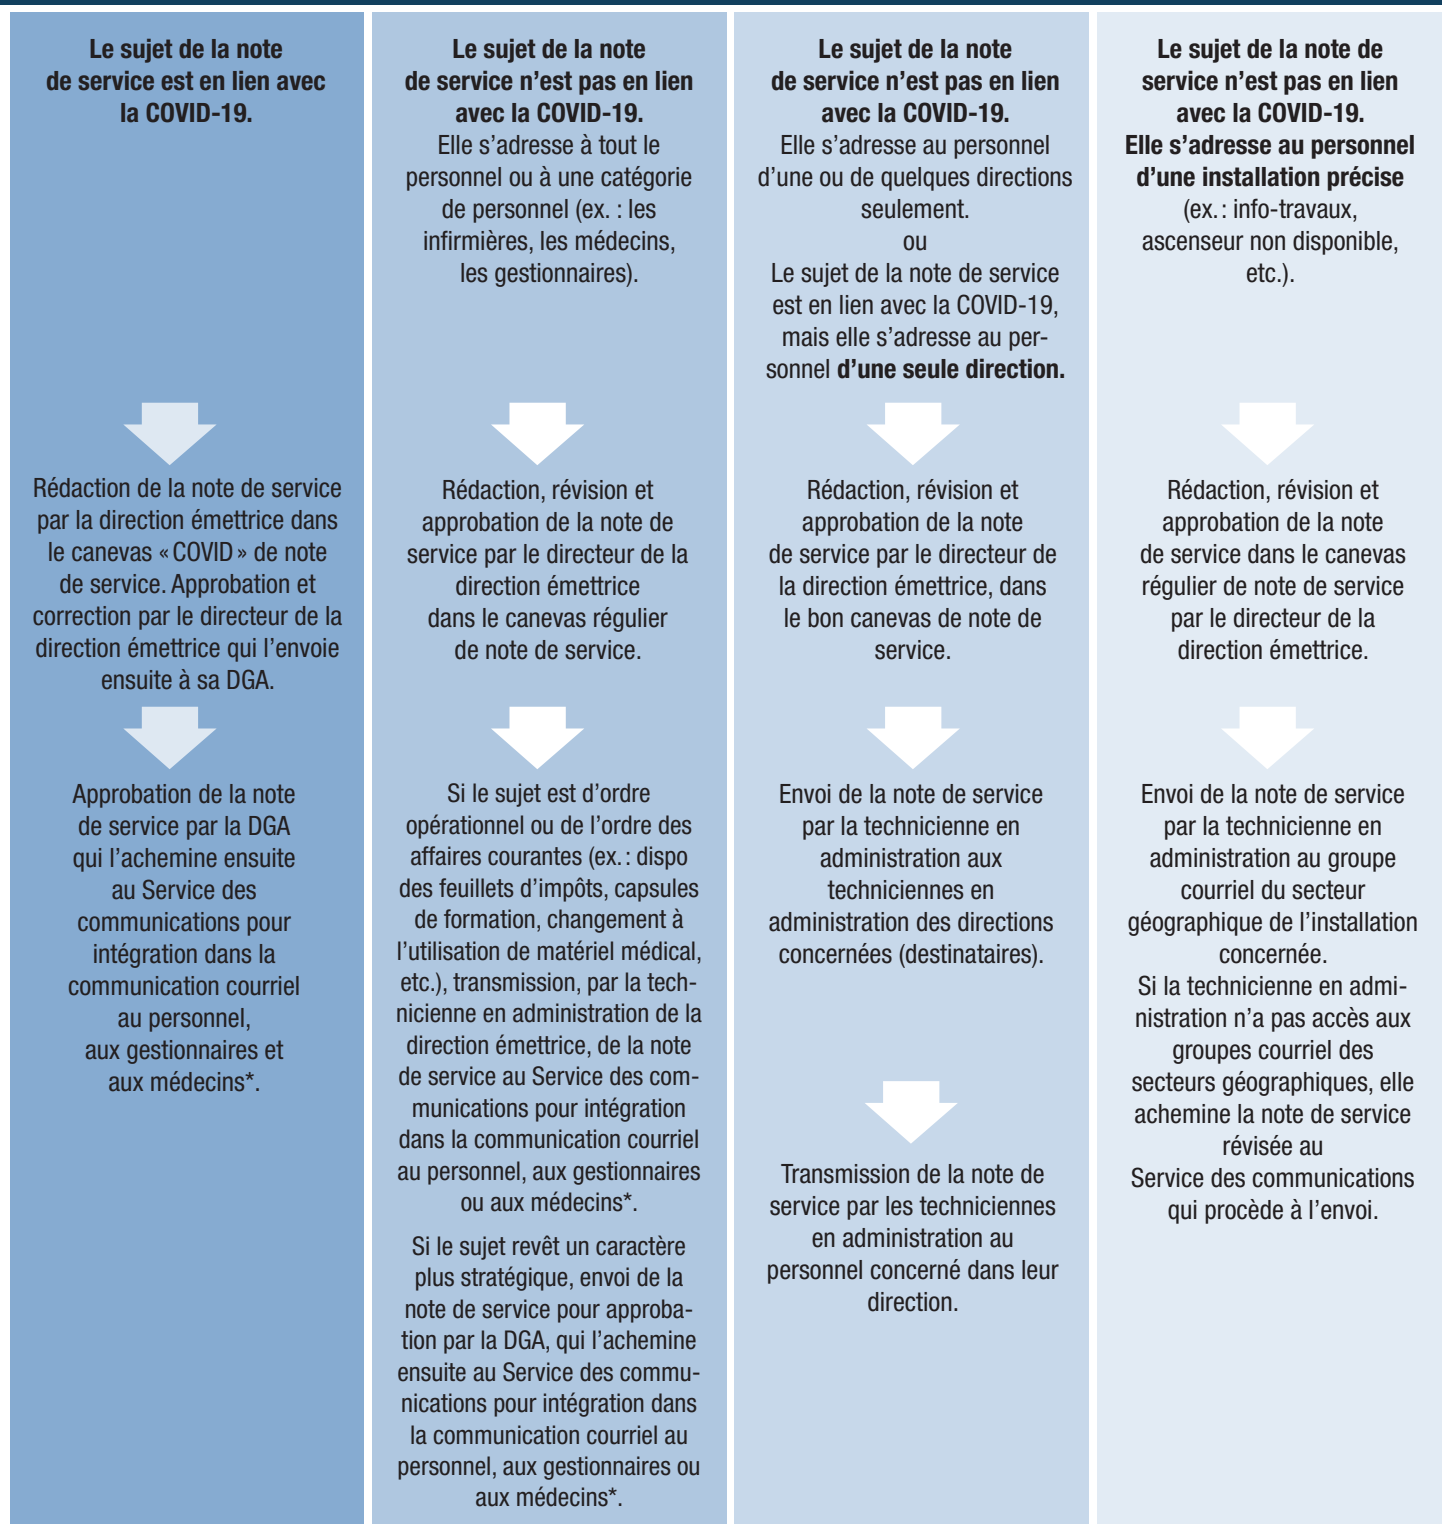 Le sujet de la note
de service est en lien avec
la COVID-19.
Rédaction de la note de service
par la direction émettrice dans
le canevas « COVID » de note
de service. Approbation et
correction par le directeur de la
direction émettrice qui l'envoie
ensuite à sa DGA.
Approbation de la note
de service par la DGA
qui l'achemine ensuite
au Service des
communications pour
intégration dans la
communication courriel
au personnel,
aux gestionnaires et
aux médecins*.
Le sujet de la note
de service n'est pas en lien
avec la COVID-19.
Elle s'adresse à tout le
personnel ou à une catégorie
de personnel (ex. : les
infirmières, les médecins,
les gestionnaires).
Rédaction, révision et
approbation de la note de
service par le directeur de la
direction émettrice
dans le canevas régulier
de note de service.
Si le sujet est d'ordre
opérationnel ou de l'ordre des
affaires courantes (ex. : dispo
des feuillets d'impôts, capsules
de formation, changement à
l'utilisation de matériel médical,
etc.), transmission, par la tech-
nicienne en administration de la
direction émettrice, de la note
de service au Service des com-
munications pour intégration
dans la communication courriel
au personnel, aux gestionnaires
ou aux médecins*.
Si le sujet revêt un caractère
plus stratégique, envoi de la
note de service pour approba-
tion par la DGA, qui l'achemine
ensuite au Service des commu-
nications pour intégration dans
la communication courriel au
personnel, aux gestionnaires ou
aux médecins*.
Le sujet de la note
de service n'est pas en lien
avec la COVID-19.
Elle s'adresse au personnel
d'une ou de quelques directions
seulement.
ou
Le sujet de la note de service
est en lien avec la COVID-19,
mais elle s'adresse au per-
sonnel d'une seule direction.
Rédaction, révision et
approbation de la note
de service par le directeur de
la direction émettrice, dans
le bon canevas de note de
service.
Envoi de la note de service
par la technicienne en
administration aux
techniciennes en
administration des directions
concernées (destinataires).
Transmission de la note de
service par les techniciennes
en administration au
personnel concerné dans leur
direction.
Le sujet de la note de
service n'est pas en lien
avec la COVID-19.
Elle s'adresse au personnel
d'une installation précise
(ex. : info-travaux,
ascenseur non disponible,
etc.).
Rédaction, révision et
approbation de la note
de service dans le canevas
régulier de note de service
par le directeur de la
direction émettrice.
Envoi de la note de service
par la technicienne en
administration au groupe
courriel du secteur
géographique de l'installation
concernée.
Si la technicienne en admi-
nistration n'a pas accès aux
groupes courriel des
secteurs géographiques, elle
achemine la note de service
révisée au
Service des communications
qui procède à l'envoi.